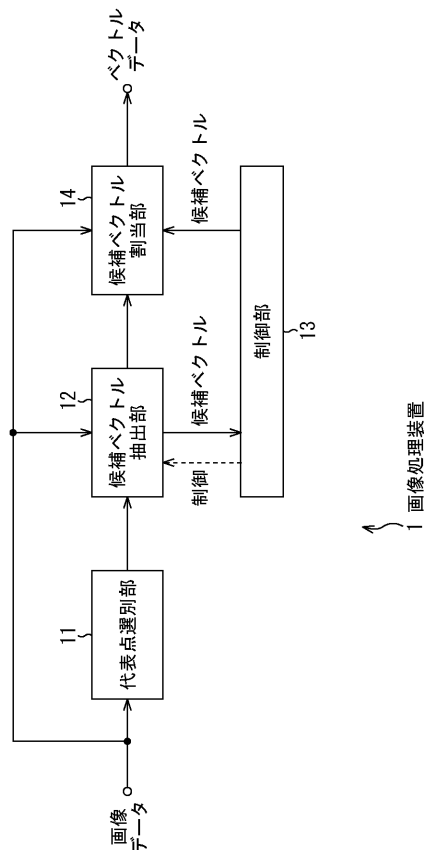 画像
データ
11
代表点選別部
12
候補ベクトル
抽出部
14
候補ベクトル
割当部
ベクトル
データ
制御
候補ベクトル
候補ベクトル
制御部
13
1 画像処理装置